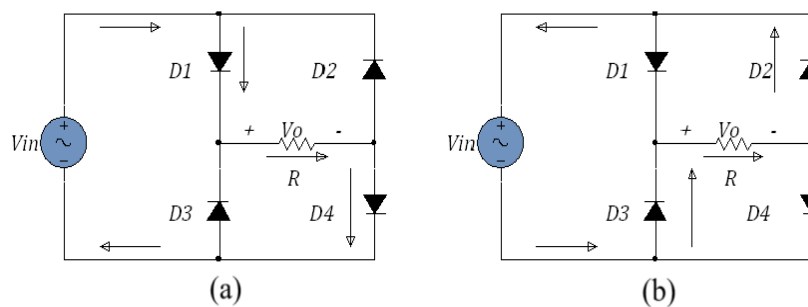 D1
D2
+
Vo
-
Vin
+
−
R
D3
D4
(a)
D1
D2
+
Vo
-
Vin
+
−
R
D3
D4
(b)